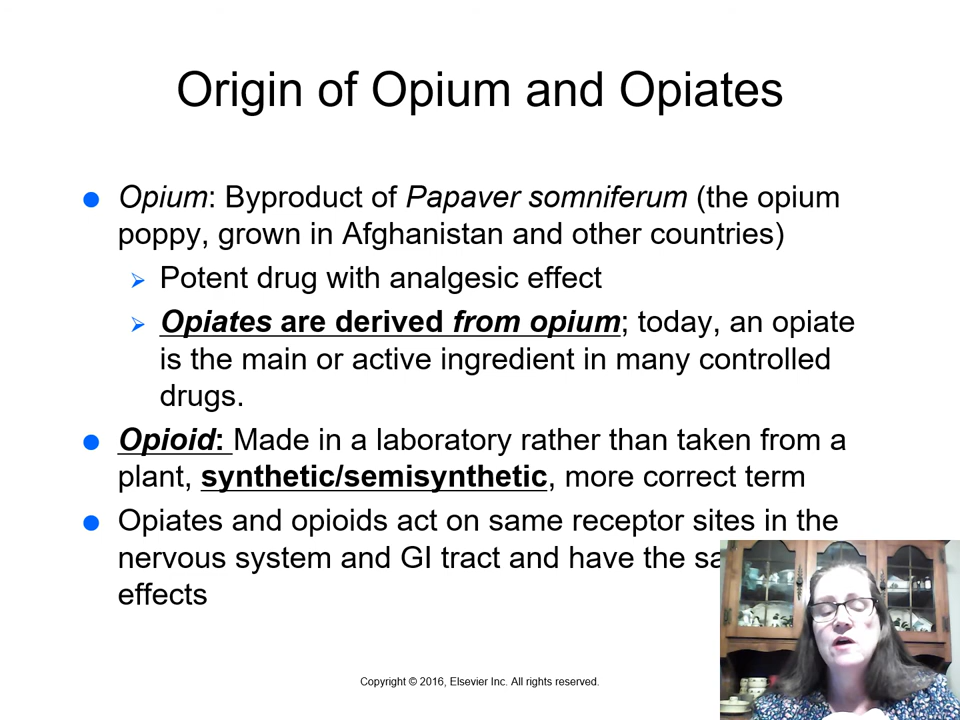 Origin of Opium and Opiates
Opium: Byproduct of Papaver somniferum (the opium
poppy, grown in Afghanistan and other countries)
Potent drug with analgesic effect
Opiates are derived from opium; today, an opiate
is the main or active ingredient in many controlled
drugs.
Opioid: Made in a laboratory rather than taken from a
plant, synthetic/semisynthetic, more correct term
Opiates and opioids act on same receptor sites in the
nervous system and GI tract and have the
effects
Copyright © 2016, Elsevier Inc. All rights reserved.